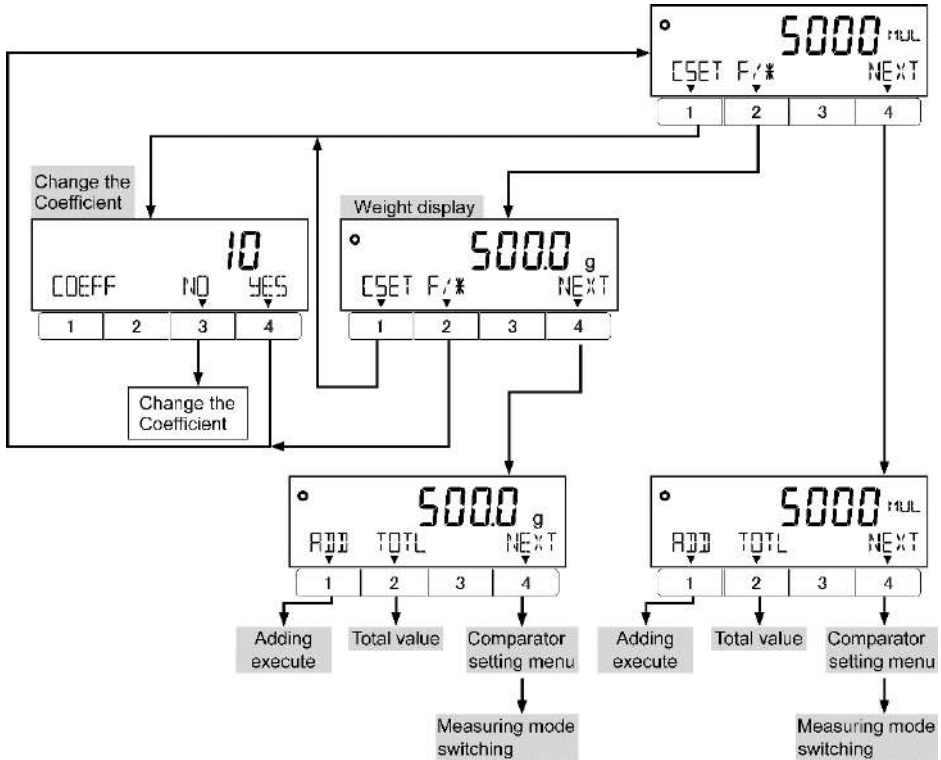 5000 MUL
CSET F/* NEXT
1 2 3 4
Change the
Coefficient
10
COEFF NO YES
1 2 3 4
Weight display
500.0 g
CSET F/* NEXT
1 2 3 4
Change the
Coefficient
500.0 g
ADD TOTL NEXT
1 2 3 4
Adding
execute
Total value
Comparator
setting menu
Measuring mode
switching
5000 MUL
ADD TOTL NEXT
1 2 3 4
Adding
execute
Total value
Comparator
setting menu
Measuring mode
switching